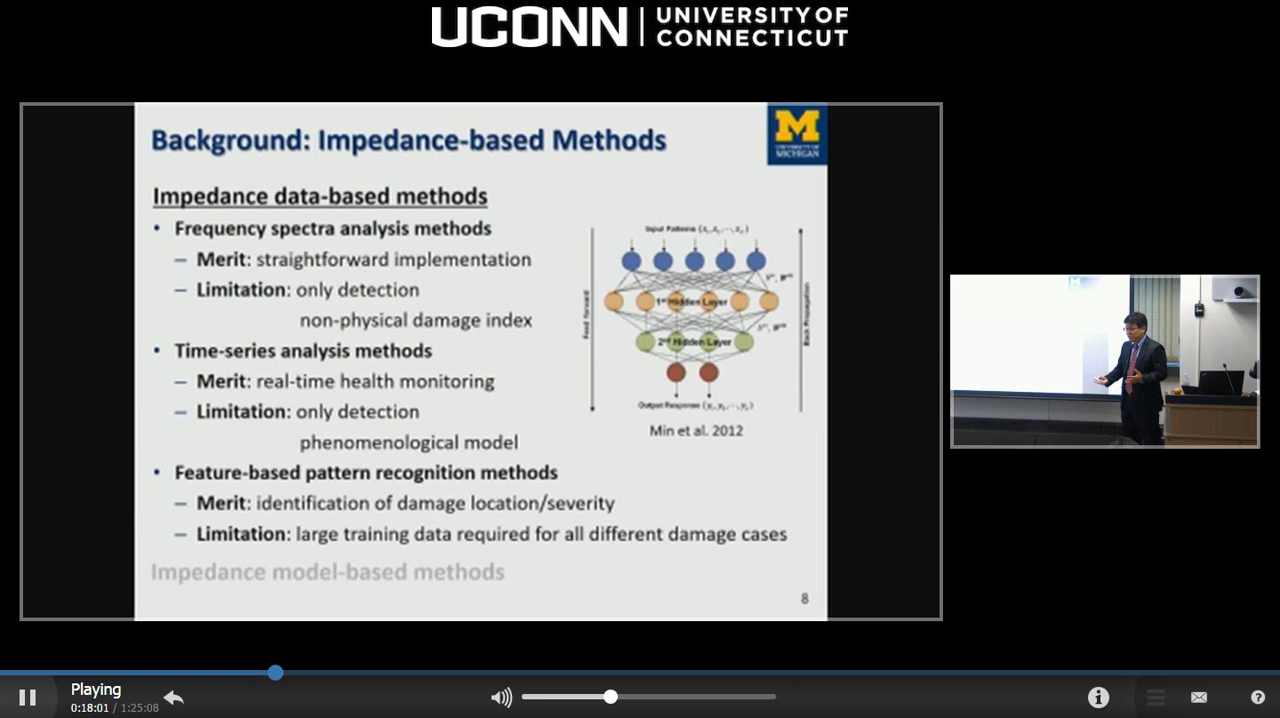 UCONN
UNIVERSITY OF
CONNECTICUT
Background: Impedance-based Methods
M
UNIVERSITY OF
MICHIGAN
Impedance data-based methods
• Frequency spectra analysis methods
– Merit: straightforward implementation
– Limitation: only detection
non-physical damage index
• Time-series analysis methods
– Merit: real-time health monitoring
– Limitation: only detection
phenomenological model
• Feature-based pattern recognition methods
– Merit: identification of damage location/severity
– Limitation: large training data required for all different damage cases
Impedance model-based methods
Input Patterns
Feed forward
1st Hidden Layer
2nd Hidden Layer
Back Propagation
Output Response
Min et al. 2012
8
Playing
0:18:01 / 1:25:08